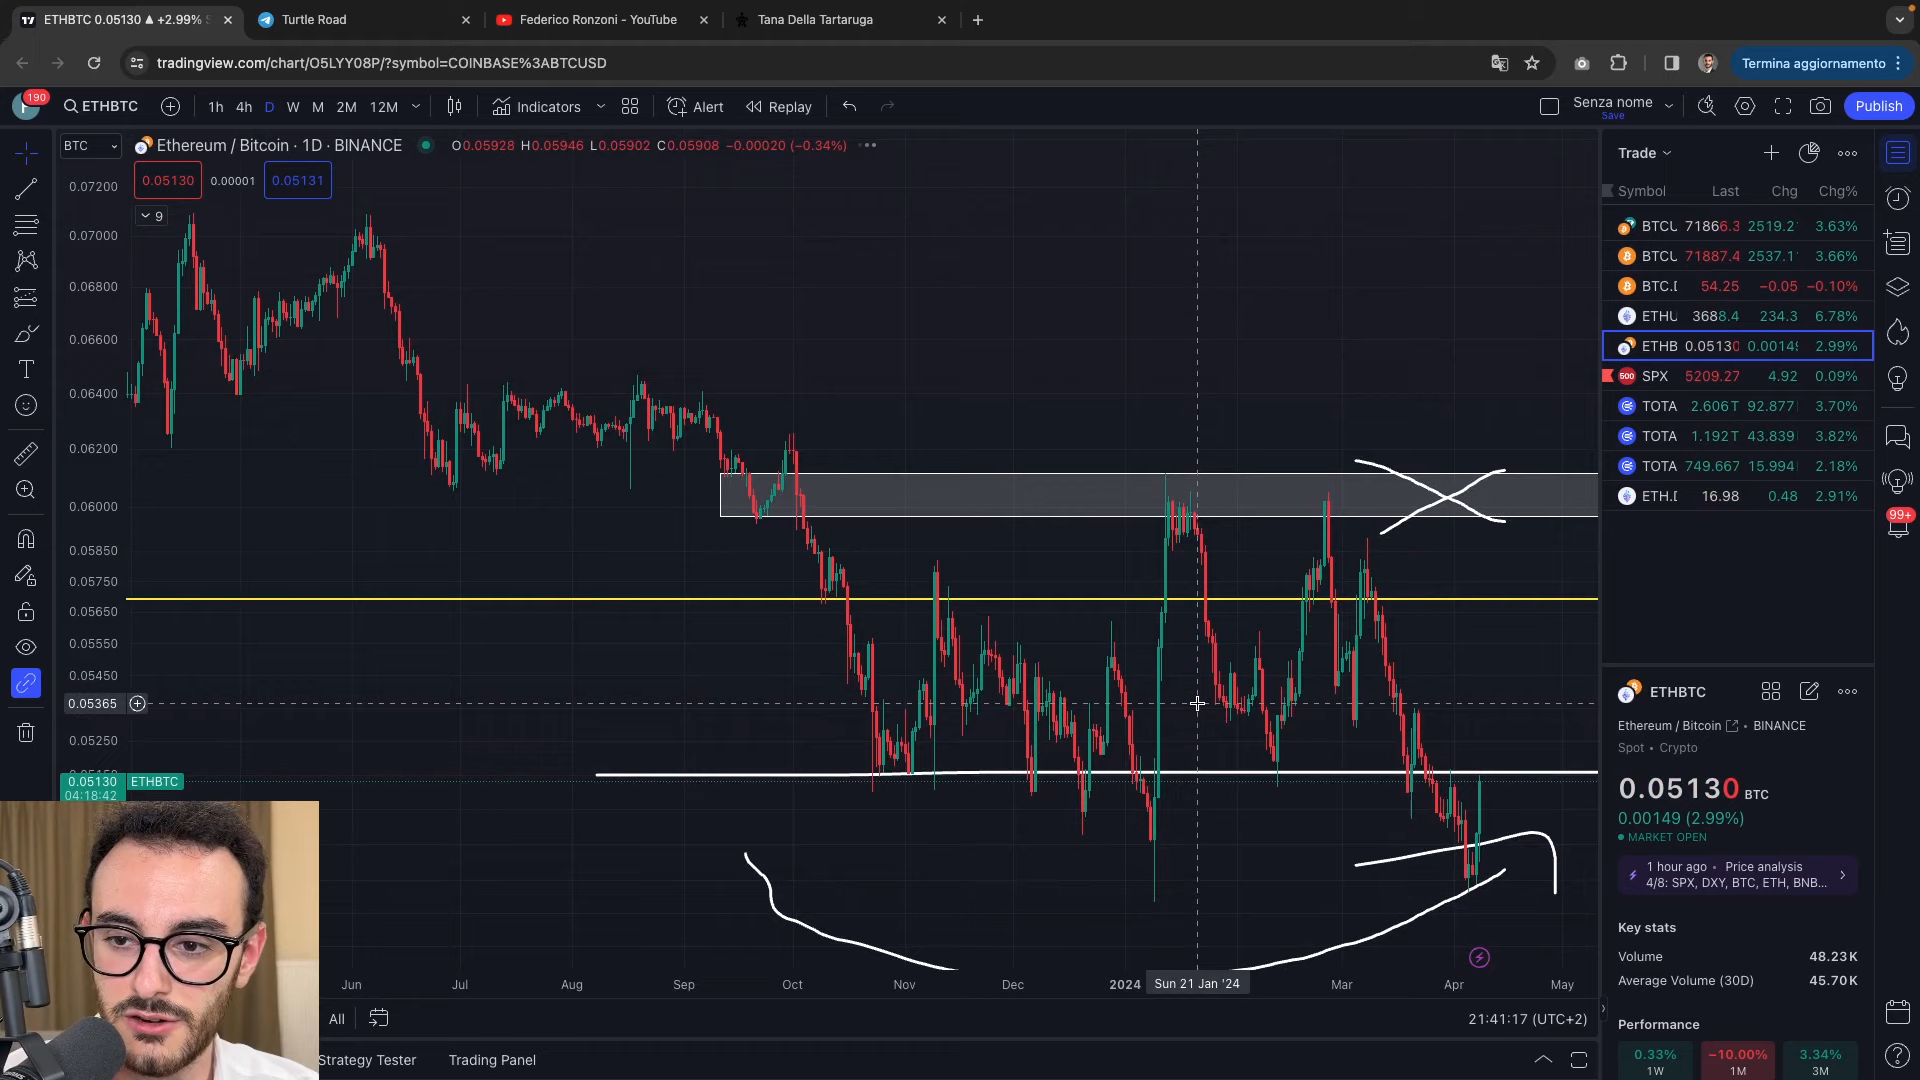 ETHBTC 0.05130 ▲ +2.99%
Turtle Road
Federico Ronzoni - YouTube
Tana Della Tartaruga
tradingview.com/chart/O5LYY08P/?symbol=COINBASE%3ABTCUSD
Termina aggiornamento
190
ETHBTC
1h 4h D W M 2M 12M
Indicators
Alert
Replay
Senza nome
Save
Publish
BTC
Ethereum / Bitcoin · 1D · BINANCE
O0.05928 H0.05946 L0.05902 C0.05908 −0.00020 (−0.34%)
0.05130 0.00001 0.05131
9
0.07200
0.07000
0.06800
0.06600
0.06400
0.06200
0.06000
0.05850
0.05750
0.05650
0.05550
0.05450
0.05365
0.05250
0.05130 ETHBTC
04:18:42
Jun Jul Aug Sep Oct Nov Dec 2024 Sun 21 Jan '24 Mar Apr May
All
21:41:17 (UTC+2)
Strategy Tester
Trading Panel
Trade
Symbol Last Chg Chg%
BTCU 71866.3 2519.2 3.63%
BTCU 71887.4 2537.1 3.66%
BTC.D 54.25 −0.05 −0.10%
ETHU 3688.4 234.3 6.78%
ETHB 0.05130 0.00149 2.99%
500 SPX 5209.27 4.92 0.09%
TOTA 2.606T 92.877 3.70%
TOTA 1.192T 43.839 3.82%
TOTA 749.667 15.994 2.18%
ETH.D 16.98 0.48 2.91%
99+
ETHBTC
Ethereum / Bitcoin • BINANCE
Spot • Crypto
0.05130 BTC
0.00149 (2.99%)
MARKET OPEN
1 hour ago • Price analysis
4/8: SPX, DXY, BTC, ETH, BNB...
Key stats
Volume 48.23K
Average Volume (30D) 45.70K
Performance
0.33% −10.00% 3.34%
1W 1M 3M